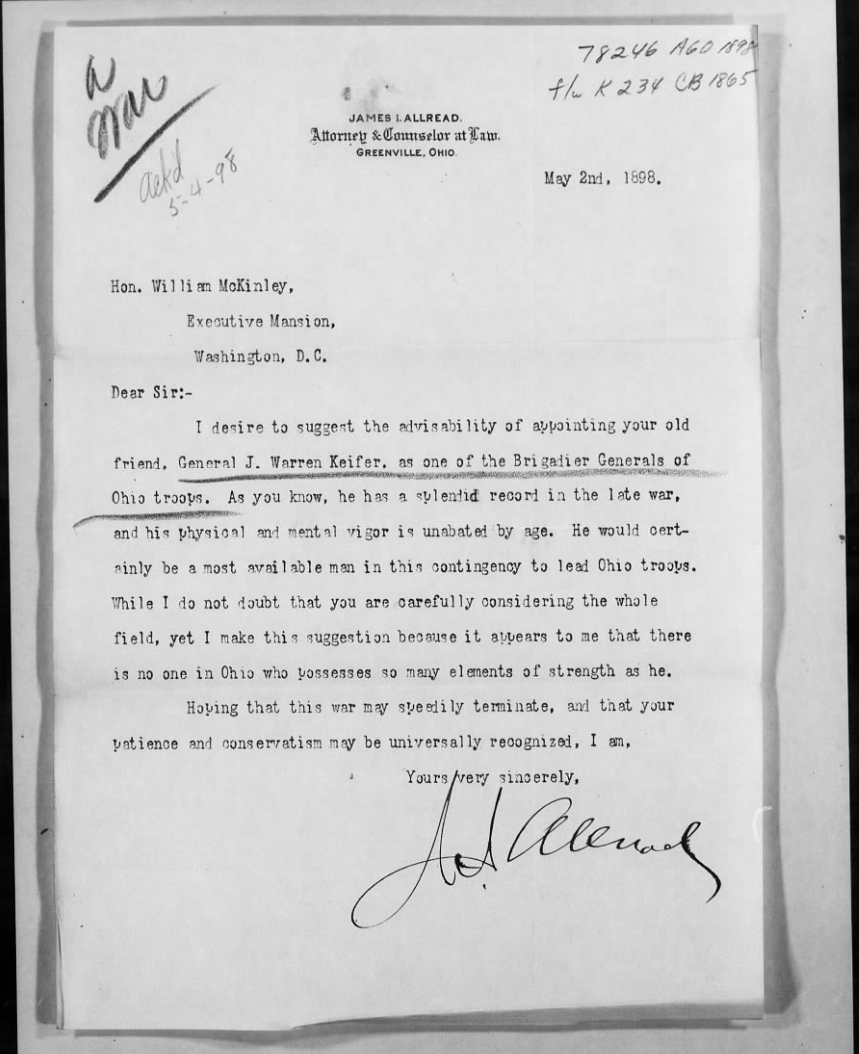 78246 AGO 1898
f/w K 234 CB 1865
a
War
Ack'd
5-4-98
JAMES I. ALLREAD.
Attorney & Counselor at Law.
GREENVILLE, OHIO.
May 2nd, 1898.
Hon. William McKinley,
Executive Mansion,
Washington, D.C.
Dear Sir:-
I desire to suggest the advisability of appointing your old
friend, General J. Warren Keifer, as one of the Brigadier Generals of
Ohio troops. As you know, he has a splendid record in the late war,
and his physical and mental vigor is unabated by age. He would cert-
ainly be a most available man in this contingency to lead Ohio troops.
While I do not doubt that you are carefully considering the whole
field, yet I make this suggestion because it appears to me that there
is no one in Ohio who possesses so many elements of strength as he.
Hoping that this war may speedily terminate, and that your
patience and conservatism may be universally recognized, I am,
Yours very sincerely,
J. I. Allread